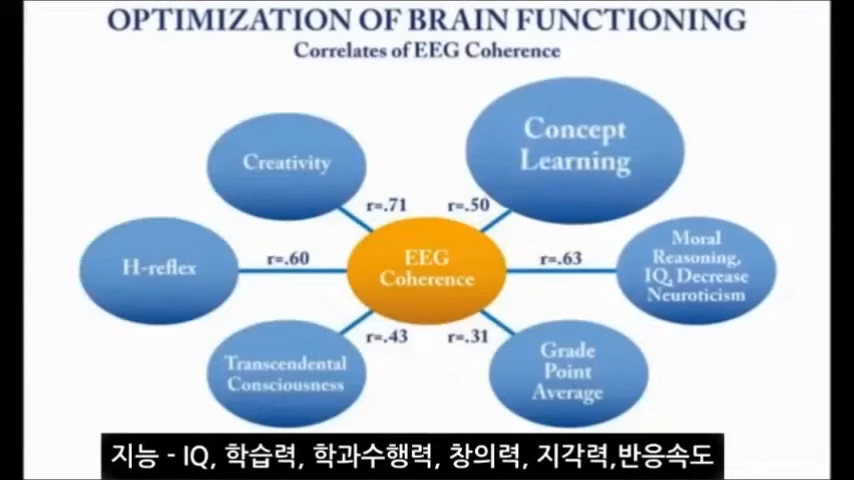 OPTIMIZATION OF BRAIN FUNCTIONING
Correlates of EEG Coherence
Creativity
Concept
Learning
r=.71
r=.50
H-reflex
r=.60
EEG
Coherence
r=.63
Moral
Reasoning,
IQ, Decrease
Neuroticism
Transcendental
Consciousness
r=.43
r=.31
Grade
Point
Average
지능 - IQ, 학습력, 학과수행력, 창의력, 지각력,반응속도